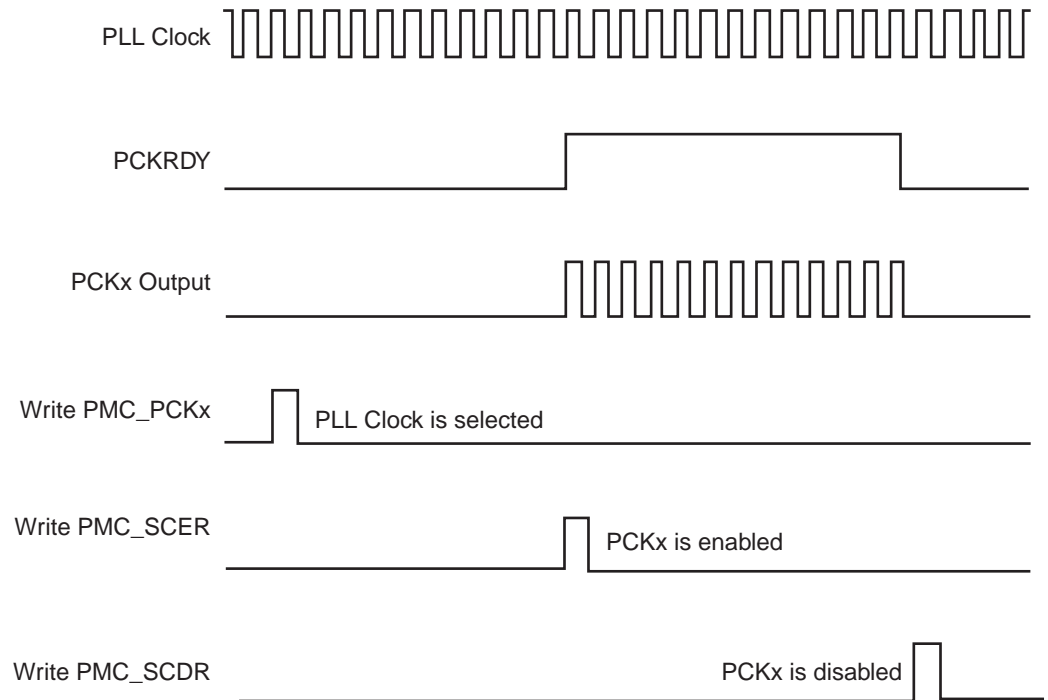 PLL Clock
PCKRDY
PCKx Output
Write PMC_PCKx
PLL Clock is selected
Write PMC_SCER
PCKx is enabled
Write PMC_SCDR
PCKx is disabled